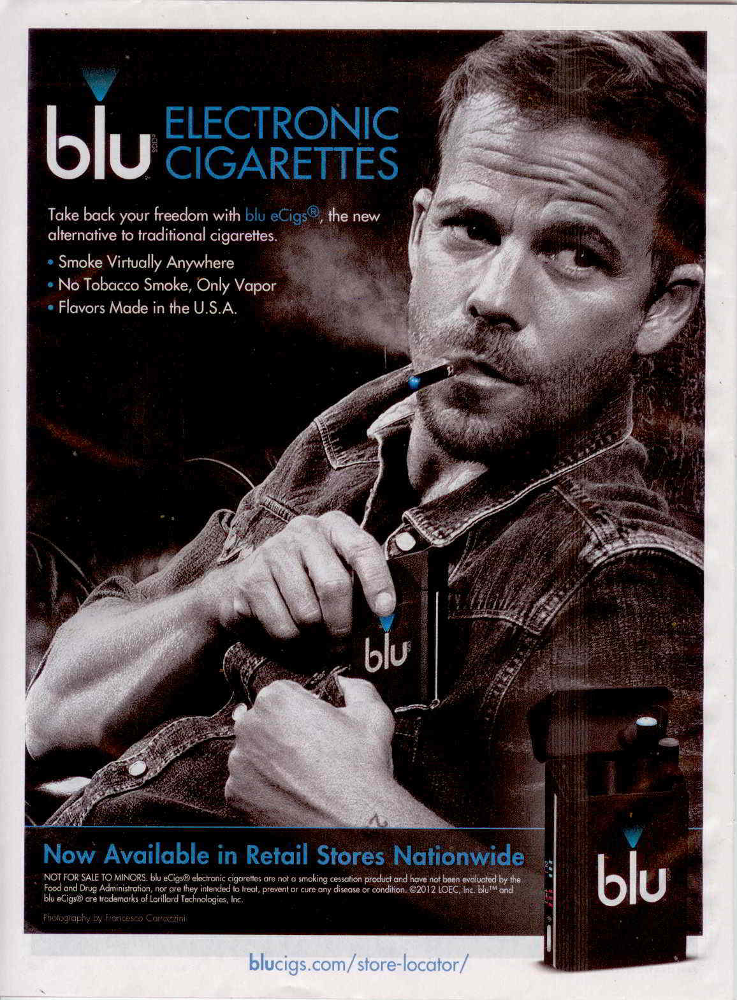 blu eCIGS
ELECTRONIC
CIGARETTES
Take back your freedom with blu eCigs®, the new
alternative to traditional cigarettes.
• Smoke Virtually Anywhere
• No Tobacco Smoke, Only Vapor
• Flavors Made in the U.S.A.
blu
Now Available in Retail Stores Nationwide
NOT FOR SALE TO MINORS. blu eCigs® electronic cigarettes are not a smoking cessation product and have not been evaluated by the
Food and Drug Administration, nor are they intended to treat, prevent or cure any disease or condition. ©2012 LOEC, Inc. blu™ and
blu eCigs® are trademarks of Lorillard Technologies, Inc.
Photography by Francesco Carrozzini
blu
blucigs.com/store-locator/